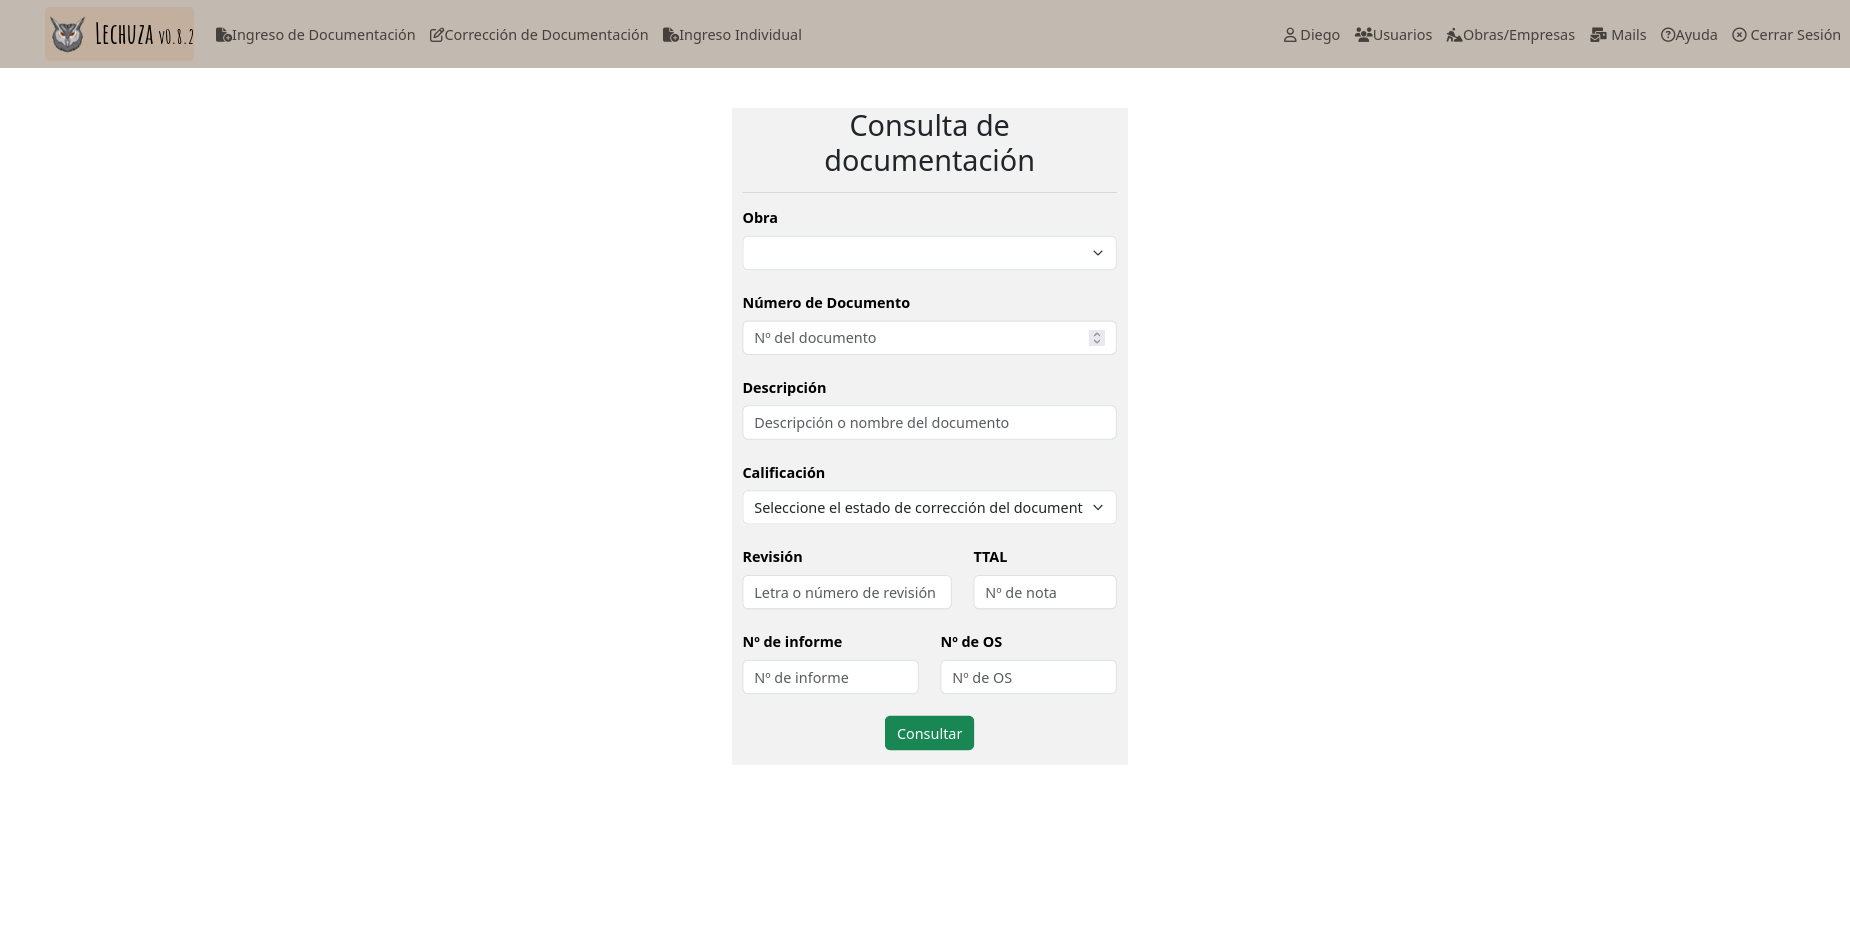 Lechuza v0.8.2 Ingreso de Documentación Corrección de Documentación Ingreso Individual Diego Usuarios Obras/Empresas Mails Ayuda Cerrar Sesión
Consulta de
documentación
Obra
Número de Documento
Nº del documento
Descripción
Descripción o nombre del documento
Calificación
Seleccione el estado de corrección del document
Revisión TTAL
Letra o número de revisión Nº de nota
Nº de informe Nº de OS
Nº de informe Nº de OS
Consultar